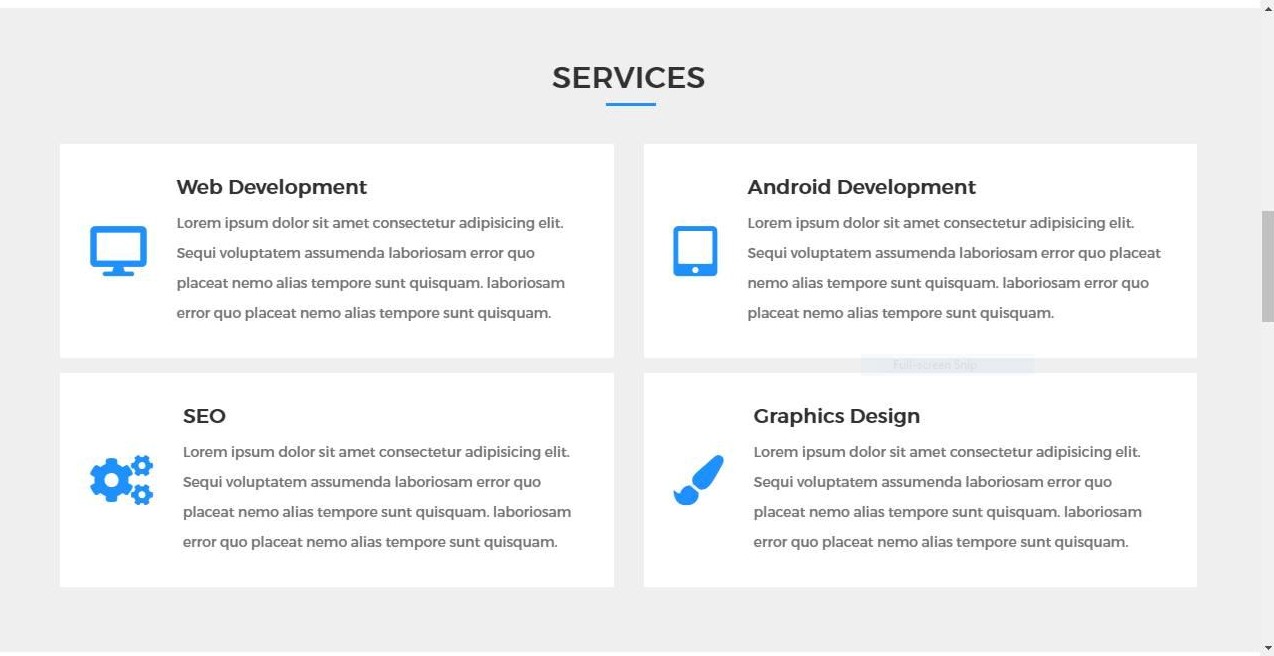 SERVICES
Web Development
Lorem ipsum dolor sit amet consectetur adipisicing elit.
Sequi voluptatem assumenda laboriosam error quo
placeat nemo alias tempore sunt quisquam. laboriosam
error quo placeat nemo alias tempore sunt quisquam.
Android Development
Lorem ipsum dolor sit amet consectetur adipisicing elit.
Sequi voluptatem assumenda laboriosam error quo placeat
nemo alias tempore sunt quisquam. laboriosam error quo
placeat nemo alias tempore sunt quisquam.
Full-screen Snip
SEO
Lorem ipsum dolor sit amet consectetur adipisicing elit.
Sequi voluptatem assumenda laboriosam error quo
placeat nemo alias tempore sunt quisquam. laboriosam
error quo placeat nemo alias tempore sunt quisquam.
Graphics Design
Lorem ipsum dolor sit amet consectetur adipisicing elit.
Sequi voluptatem assumenda laboriosam error quo
placeat nemo alias tempore sunt quisquam. laboriosam
error quo placeat nemo alias tempore sunt quisquam.